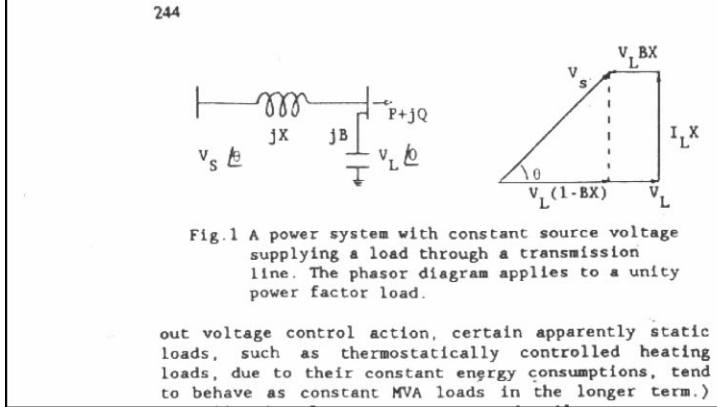 244
P+jQ
jX
jB
V_S /θ
V_L /0
V_L BX
V_s
I_L X
θ
V_L(1-BX)
V_L
Fig.1 A power system with constant source voltage
supplying a load through a transmission
line. The phasor diagram applies to a unity
power factor load.
out voltage control action, certain apparently static
loads, such as thermostatically controlled heating
loads, due to their constant energy consumptions, tend
to behave as constant MVA loads in the longer term.)